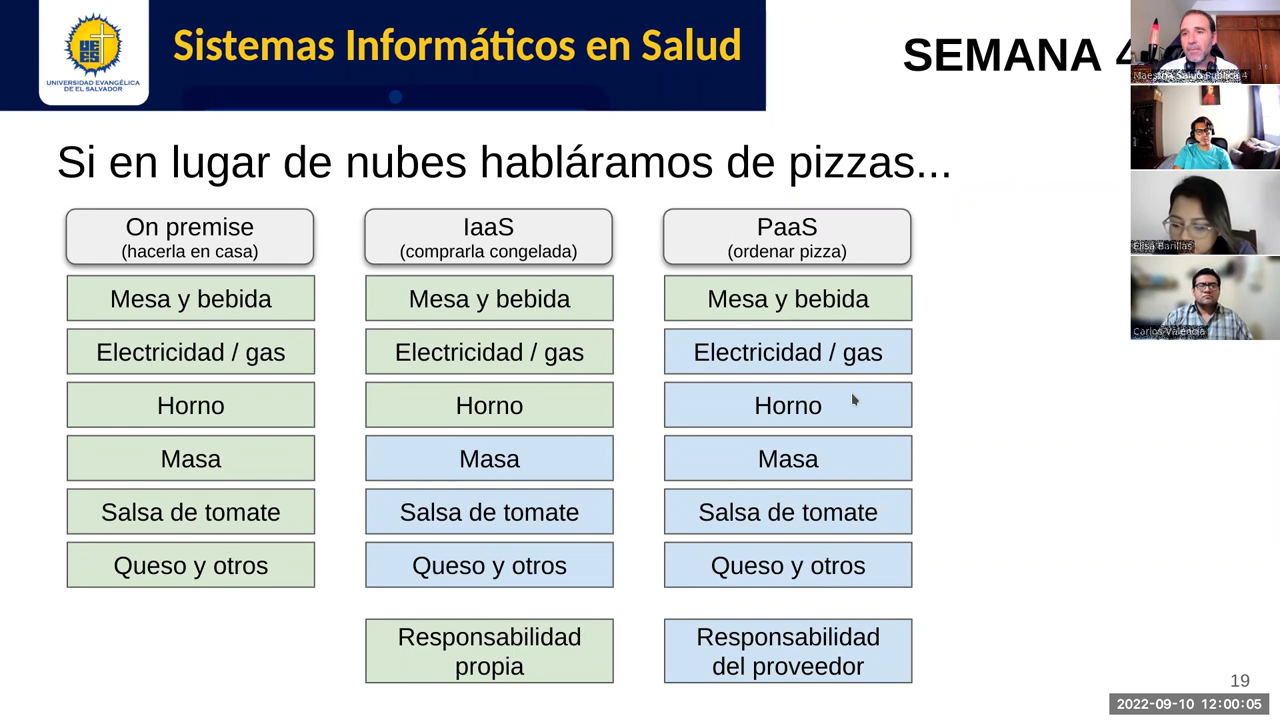 UNIVERSIDAD EVANGÉLICA
DE EL SALVADOR
Sistemas Informáticos en Salud
SEMANA 4
Si en lugar de nubes habláramos de pizzas...
On premise
(hacerla en casa)
Mesa y bebida
Electricidad / gas
Horno
Masa
Salsa de tomate
Queso y otros
IaaS
(comprarla congelada)
Mesa y bebida
Electricidad / gas
Horno
Masa
Salsa de tomate
Queso y otros
Responsabilidad
propia
PaaS
(ordenar pizza)
Mesa y bebida
Electricidad / gas
Horno
Masa
Salsa de tomate
Queso y otros
Responsabilidad
del proveedor
Elisa Barillas
Carlos Valencia
19
2022-09-10 12:00:05